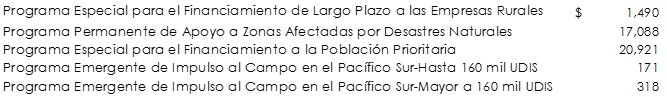 Programa Especial para el Financiamiento de Largo Plazo a las Empresas Rurales $ 1,490
Programa Permanente de Apoyo a Zonas Afectadas por Desastres Naturales 17,088
Programa Especial para el Financiamiento a la Población Prioritaria 20,921
Programa Emergente de Impulso al Campo en el Pacífico Sur-Hasta 160 mil UDIS 171
Programa Emergente de Impulso al Campo en el Pacífico Sur-Mayor a 160 mil UDIS 318